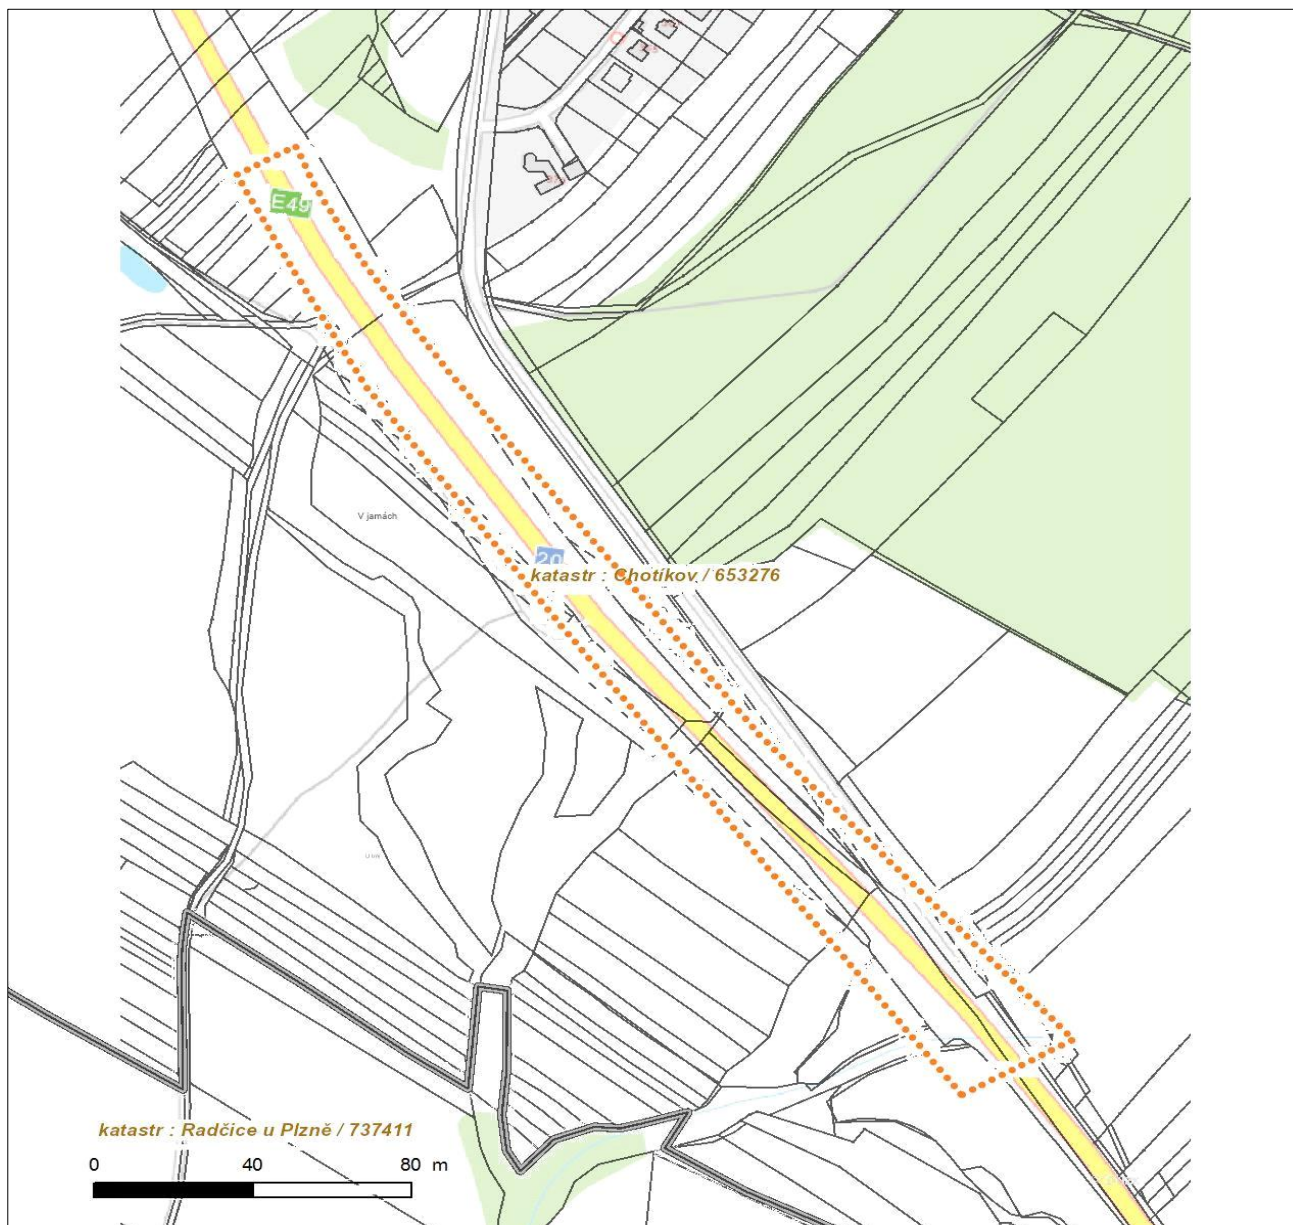 E49
V jamách
20
katastr : Chotíkov / 653276
katastr : Radčice u Plzně / 737411
0 40 80 m